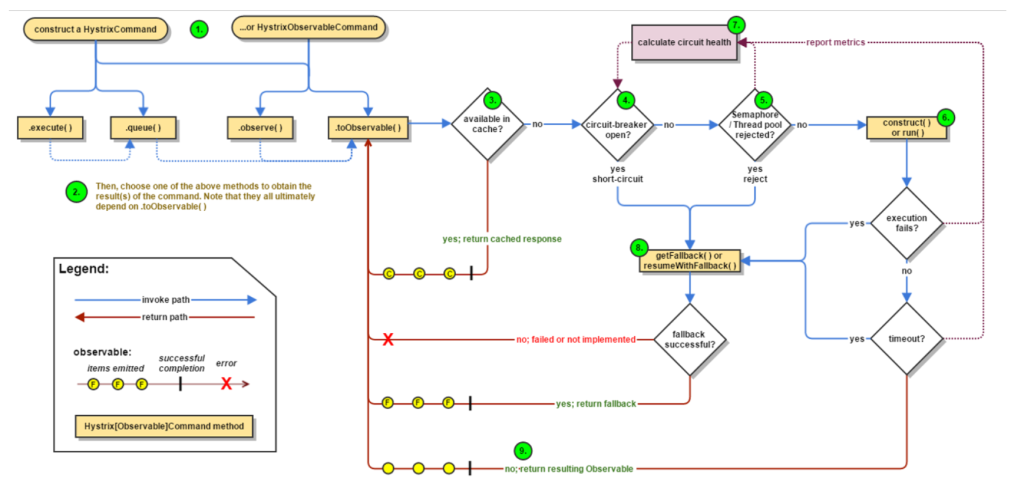 construct a HystrixCommand
1.
...or HystrixObservableCommand
7.
calculate circuit health
report metrics
.execute( )
.queue( )
.observe( )
.toObservable( )
3.
available in
cache?
no
4.
circuit-breaker
open?
no
5.
Semaphore
/ Thread pool
rejected?
no
6.
construct( )
or run( )
yes
short-circuit
yes
reject
2.
Then, choose one of the above methods to obtain the
result(s) of the command. Note that they all ultimately
depend on .toObservable( )
yes
execution
fails?
yes; return cached response
8.
getFallback( ) or
resumeWithFallback( )
C C C
no
Legend:
invoke path
return path
X
no; failed or not implemented
fallback
successful?
yes
timeout?
observable:
items emitted
successful
completion
error
F F F
X
F F F
yes; return fallback
Hystrix[Observable]Command method
9.
no; return resulting Observable